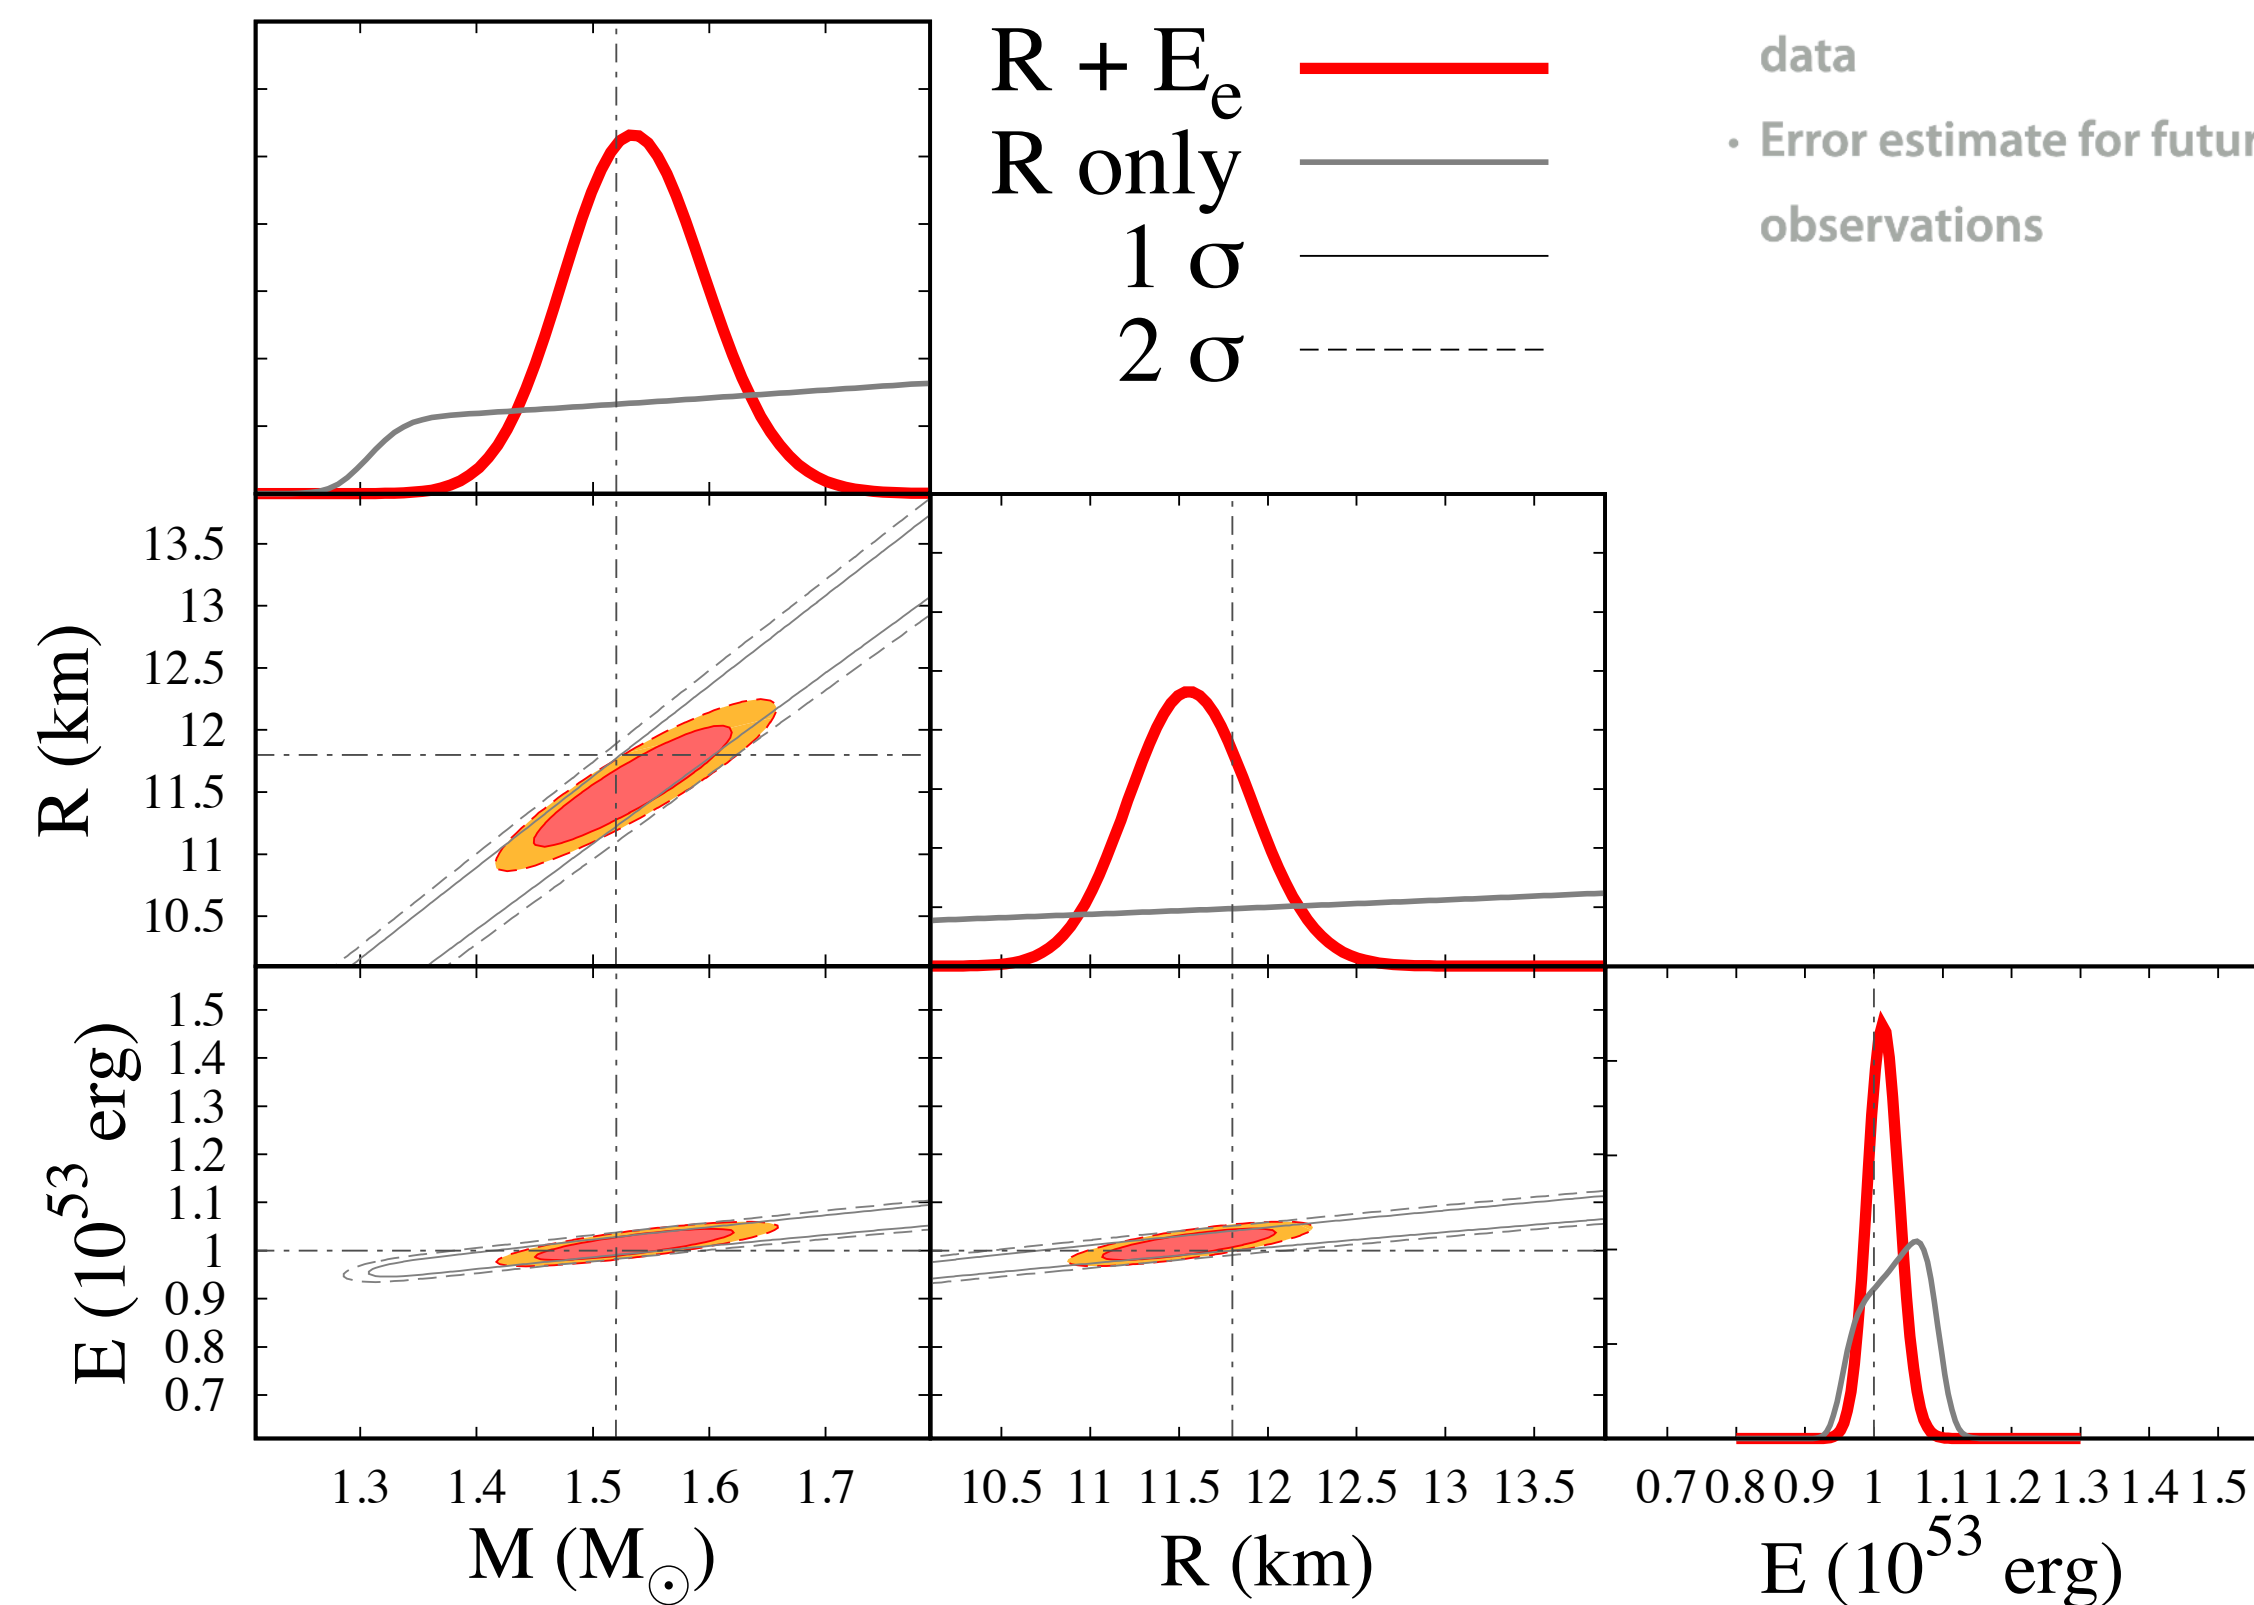 R + Eₑ
R only
1 σ
2 σ
data
· Error estimate for futur
observations
R (km)
13.5
13
12.5
12
11.5
11
10.5
E (10⁵³ erg)
1.5
1.4
1.3
1.2
1.1
1
0.9
0.8
0.7
1.3 1.4 1.5 1.6 1.7
M (M☉)
10.5 11 11.5 12 12.5 13 13.5
R (km)
0.7 0.8 0.9 1 1.1 1.2 1.3 1.4 1.5
E (10⁵³ erg)